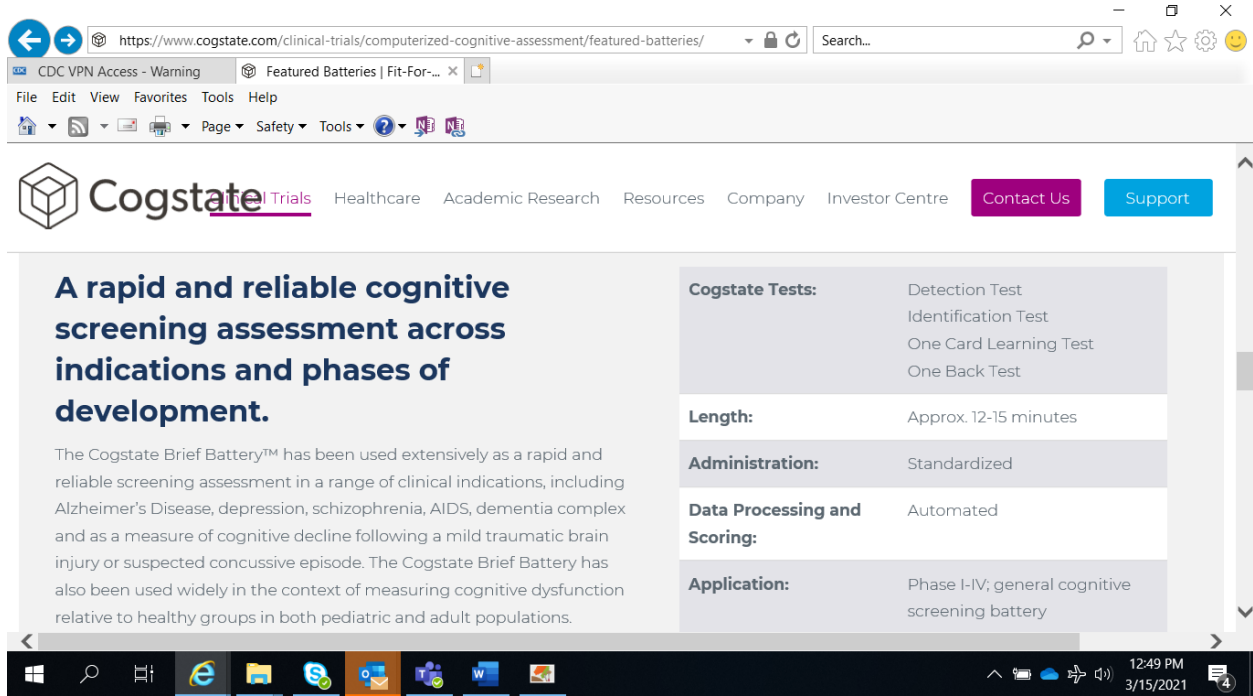 https://www.cogstate.com/clinical-trials/computerized-cognitive-assessment/featured-batteries/
Search...
CDC
CDC VPN Access - Warning
Featured Batteries | Fit-For-...
File Edit View Favorites Tools Help
Page Safety Tools
Cogstate
Clinical Trials Healthcare Academic Research Resources Company Investor Centre Contact Us Support
A rapid and reliable cognitive
screening assessment across
indications and phases of
development.
The Cogstate Brief Battery™ has been used extensively as a rapid and
reliable screening assessment in a range of clinical indications, including
Alzheimer's Disease, depression, schizophrenia, AIDS, dementia complex
and as a measure of cognitive decline following a mild traumatic brain
injury or suspected concussive episode. The Cogstate Brief Battery has
also been used widely in the context of measuring cognitive dysfunction
relative to healthy groups in both pediatric and adult populations.
Cogstate Tests: Detection Test
Identification Test
One Card Learning Test
One Back Test
Length: Approx. 12-15 minutes
Administration: Standardized
Data Processing and Automated
Scoring:
Application: Phase I-IV; general cognitive
screening battery
12:49 PM
3/15/2021
4